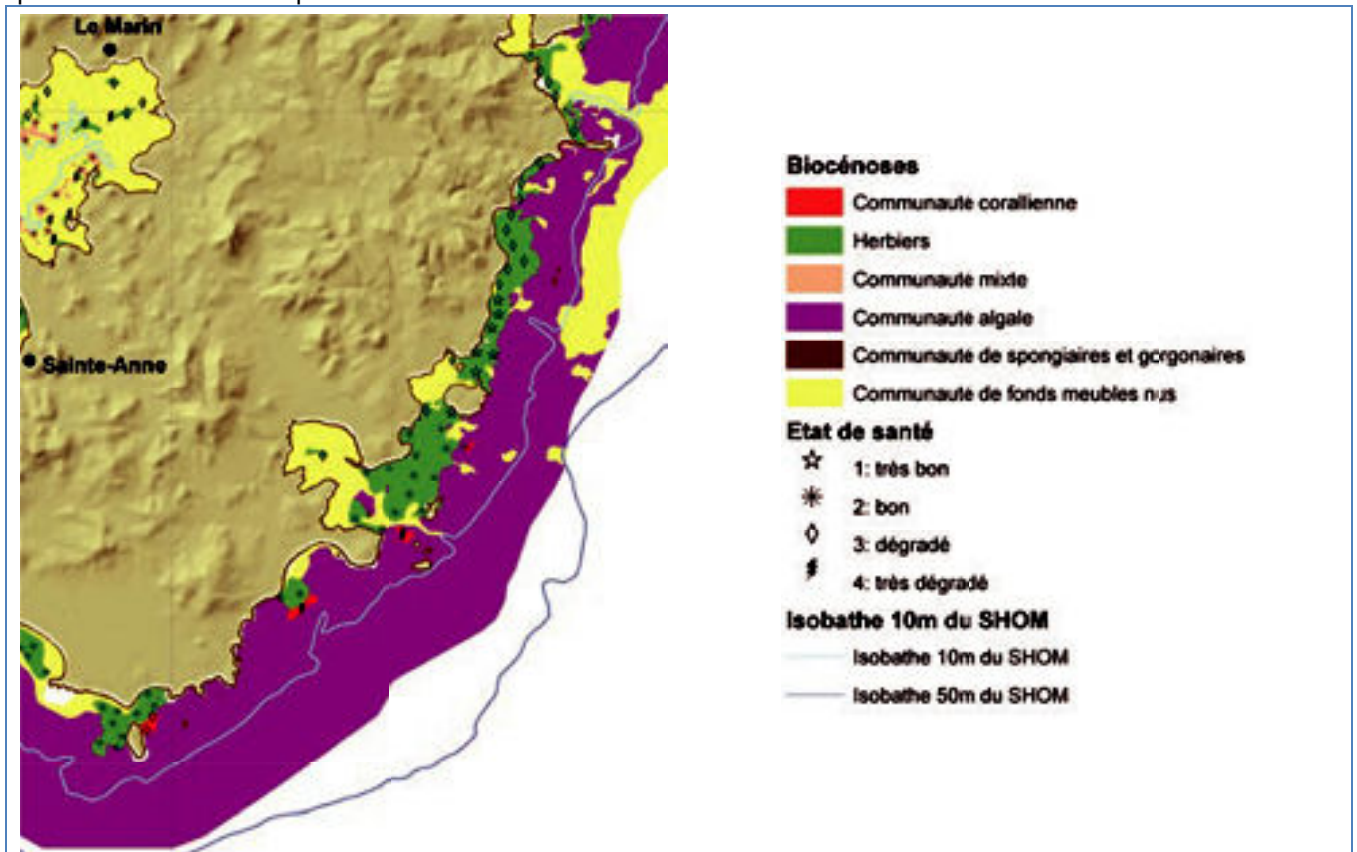 Le Marin
Sainte-Anne
Biocénoses
Communauté corallienne
Herbiers
Communauté mixte
Communauté algale
Communauté de spongiaires et gorgonaires
Communauté de fonds meubles nus
Etat de santé
1: très bon
2: bon
3: dégradé
4: très dégradé
Isobathe 10m du SHOM
Isobathe 10m du SHOM
Isobathe 50m du SHOM